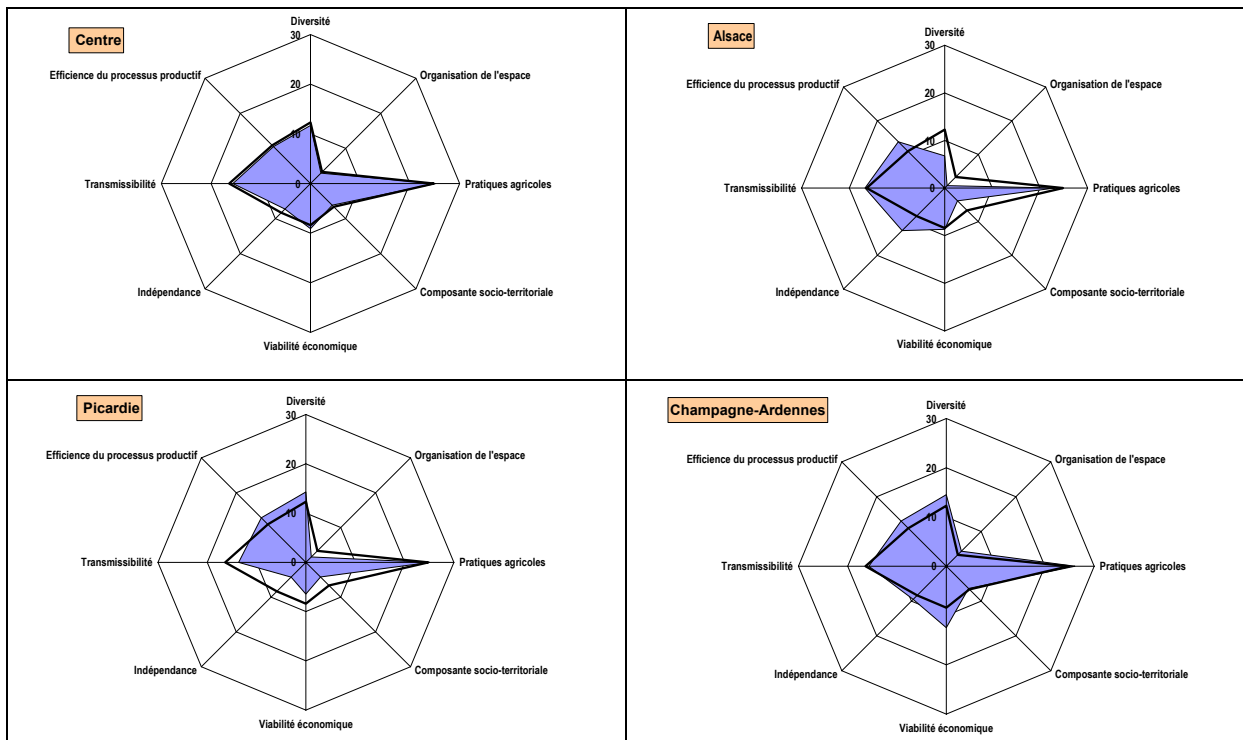 Centre
Diversité
30
Efficience du processus productif
Organisation de l'espace
20
10
Transmissibilité
0
Pratiques agricoles
Indépendance
Composante socio-territoriale
Viabilité économique
Alsace
Diversité
30
Efficience du processus productif
Organisation de l'espace
20
10
Transmissibilité
0
Pratiques agricoles
Indépendance
Composante socio-territoriale
Viabilité économique
Picardie
Diversité
30
Efficience du processus productif
Organisation de l'espace
20
10
Transmissibilité
0
Pratiques agricoles
Indépendance
Composante socio-territoriale
Viabilité économique
Champagne-Ardennes
Diversité
30
Efficience du processus productif
Organisation de l'espace
20
10
Transmissibilité
0
Pratiques agricoles
Indépendance
Composante socio-territoriale
Viabilité économique